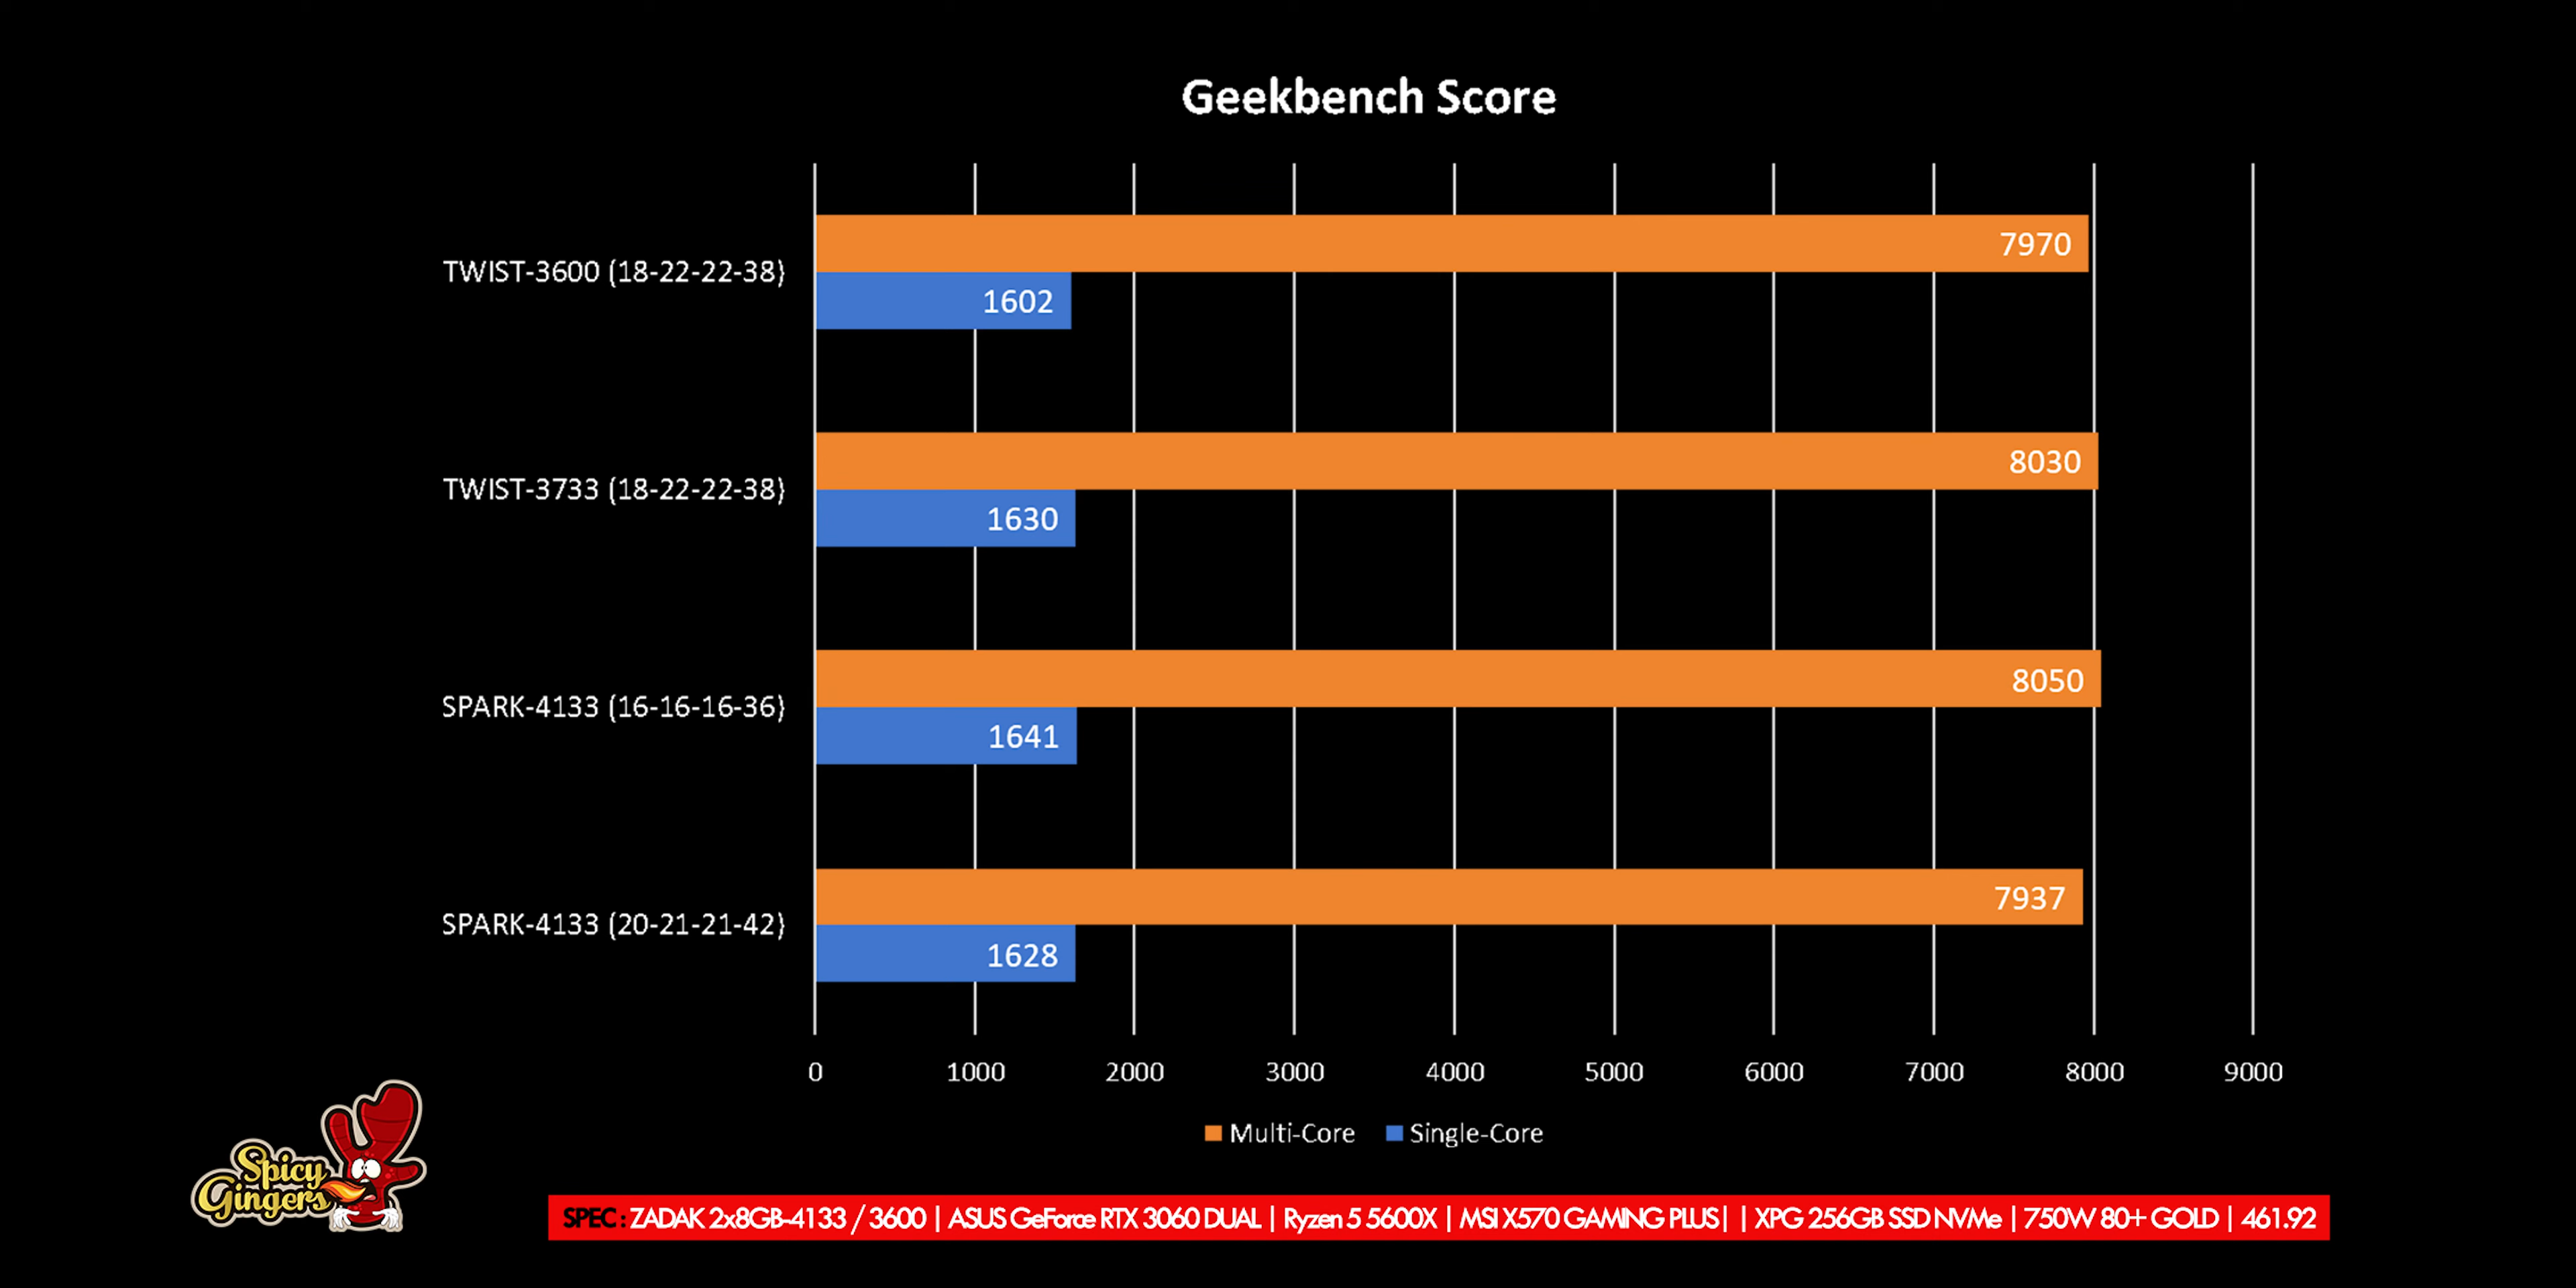 Geekbench Score
TWIST-3600 (18-22-22-38)
7970
1602
TWIST-3733 (18-22-22-38)
8030
1630
SPARK-4133 (16-16-16-36)
8050
1641
SPARK-4133 (20-21-21-42)
7937
1628
0 1000 2000 3000 4000 5000 6000 7000 8000 9000
Multi-Core Single-Core
Spicy
Gingers
SPEC : ZADAK 2x8GB-4133 / 3600 | ASUS GeForce RTX 3060 DUAL | Ryzen 5 5600X | MSI X570 GAMING PLUS| | XPG 256GB SSD NVMe | 750W 80+ GOLD | 461.92